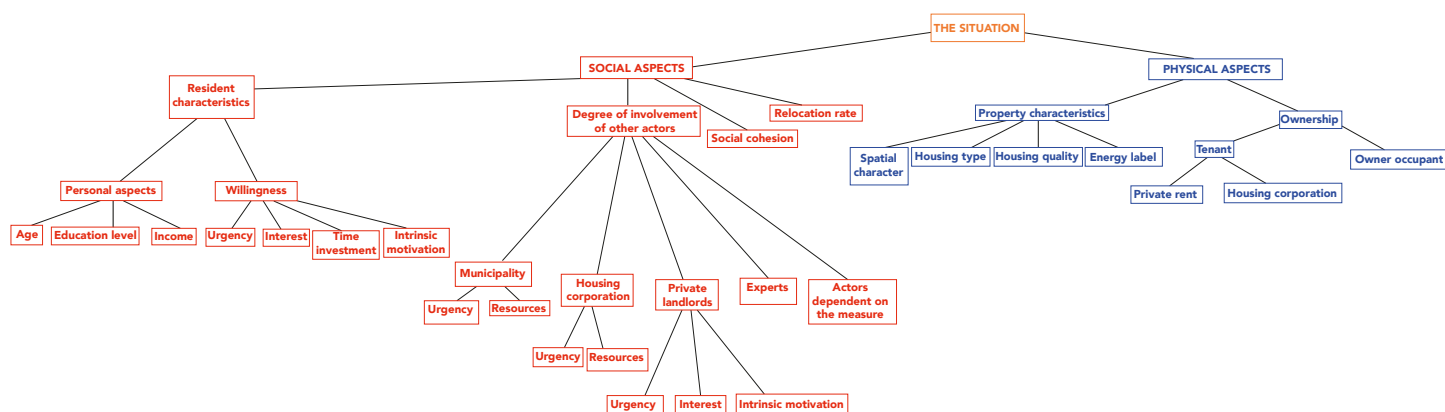 THE SITUATION
SOCIAL ASPECTS
PHYSICAL ASPECTS
Resident
characteristics
Degree of involvement
of other actors
Social cohesion
Relocation rate
Property characteristics
Ownership
Spatial
character
Housing type
Housing quality
Energy label
Tenant
Owner occupant
Private rent
Housing corporation
Personal aspects
Willingness
Age
Education level
Income
Urgency
Interest
Time
investment
Intrinsic
motivation
Municipality
Housing
corporation
Private
landlords
Experts
Actors
dependent on
the measure
Urgency
Resources
Urgency
Resources
Urgency
Interest
Intrinsic motivation